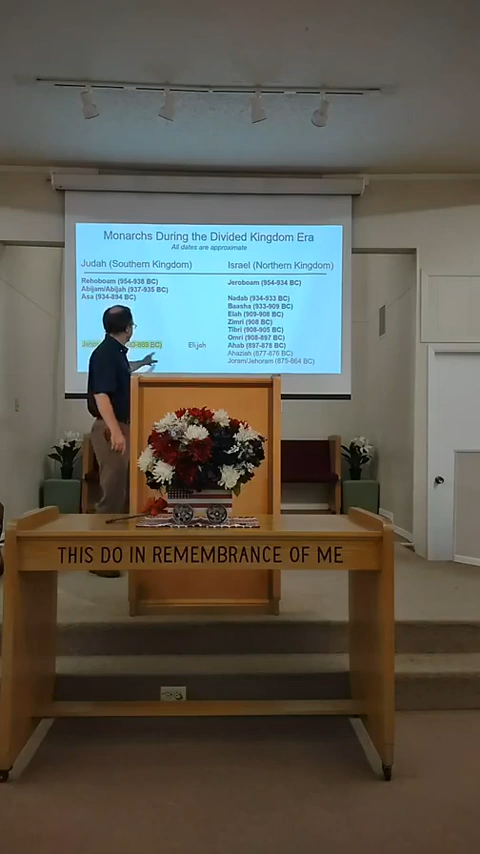 Monarchs During the Divided Kingdom Era
All dates are approximate
Judah (Southern Kingdom)
Israel (Northern Kingdom)
Rehoboam (954-938 BC)
Abijam/Abijah (937-935 BC)
Asa (934-894 BC)
Jeroboam (954-934 BC)
Nadab (934-933 BC)
Baasha (933-909 BC)
Elah (909-908 BC)
Zimri (908 BC)
Tibri (908-905 BC)
Omri (908-897 BC)
Ahab (897-878 BC)
Ahaziah (877-876 BC)
Joram/Jehoram (875-864 BC)
Elijah
THIS DO IN REMEMBRANCE OF ME